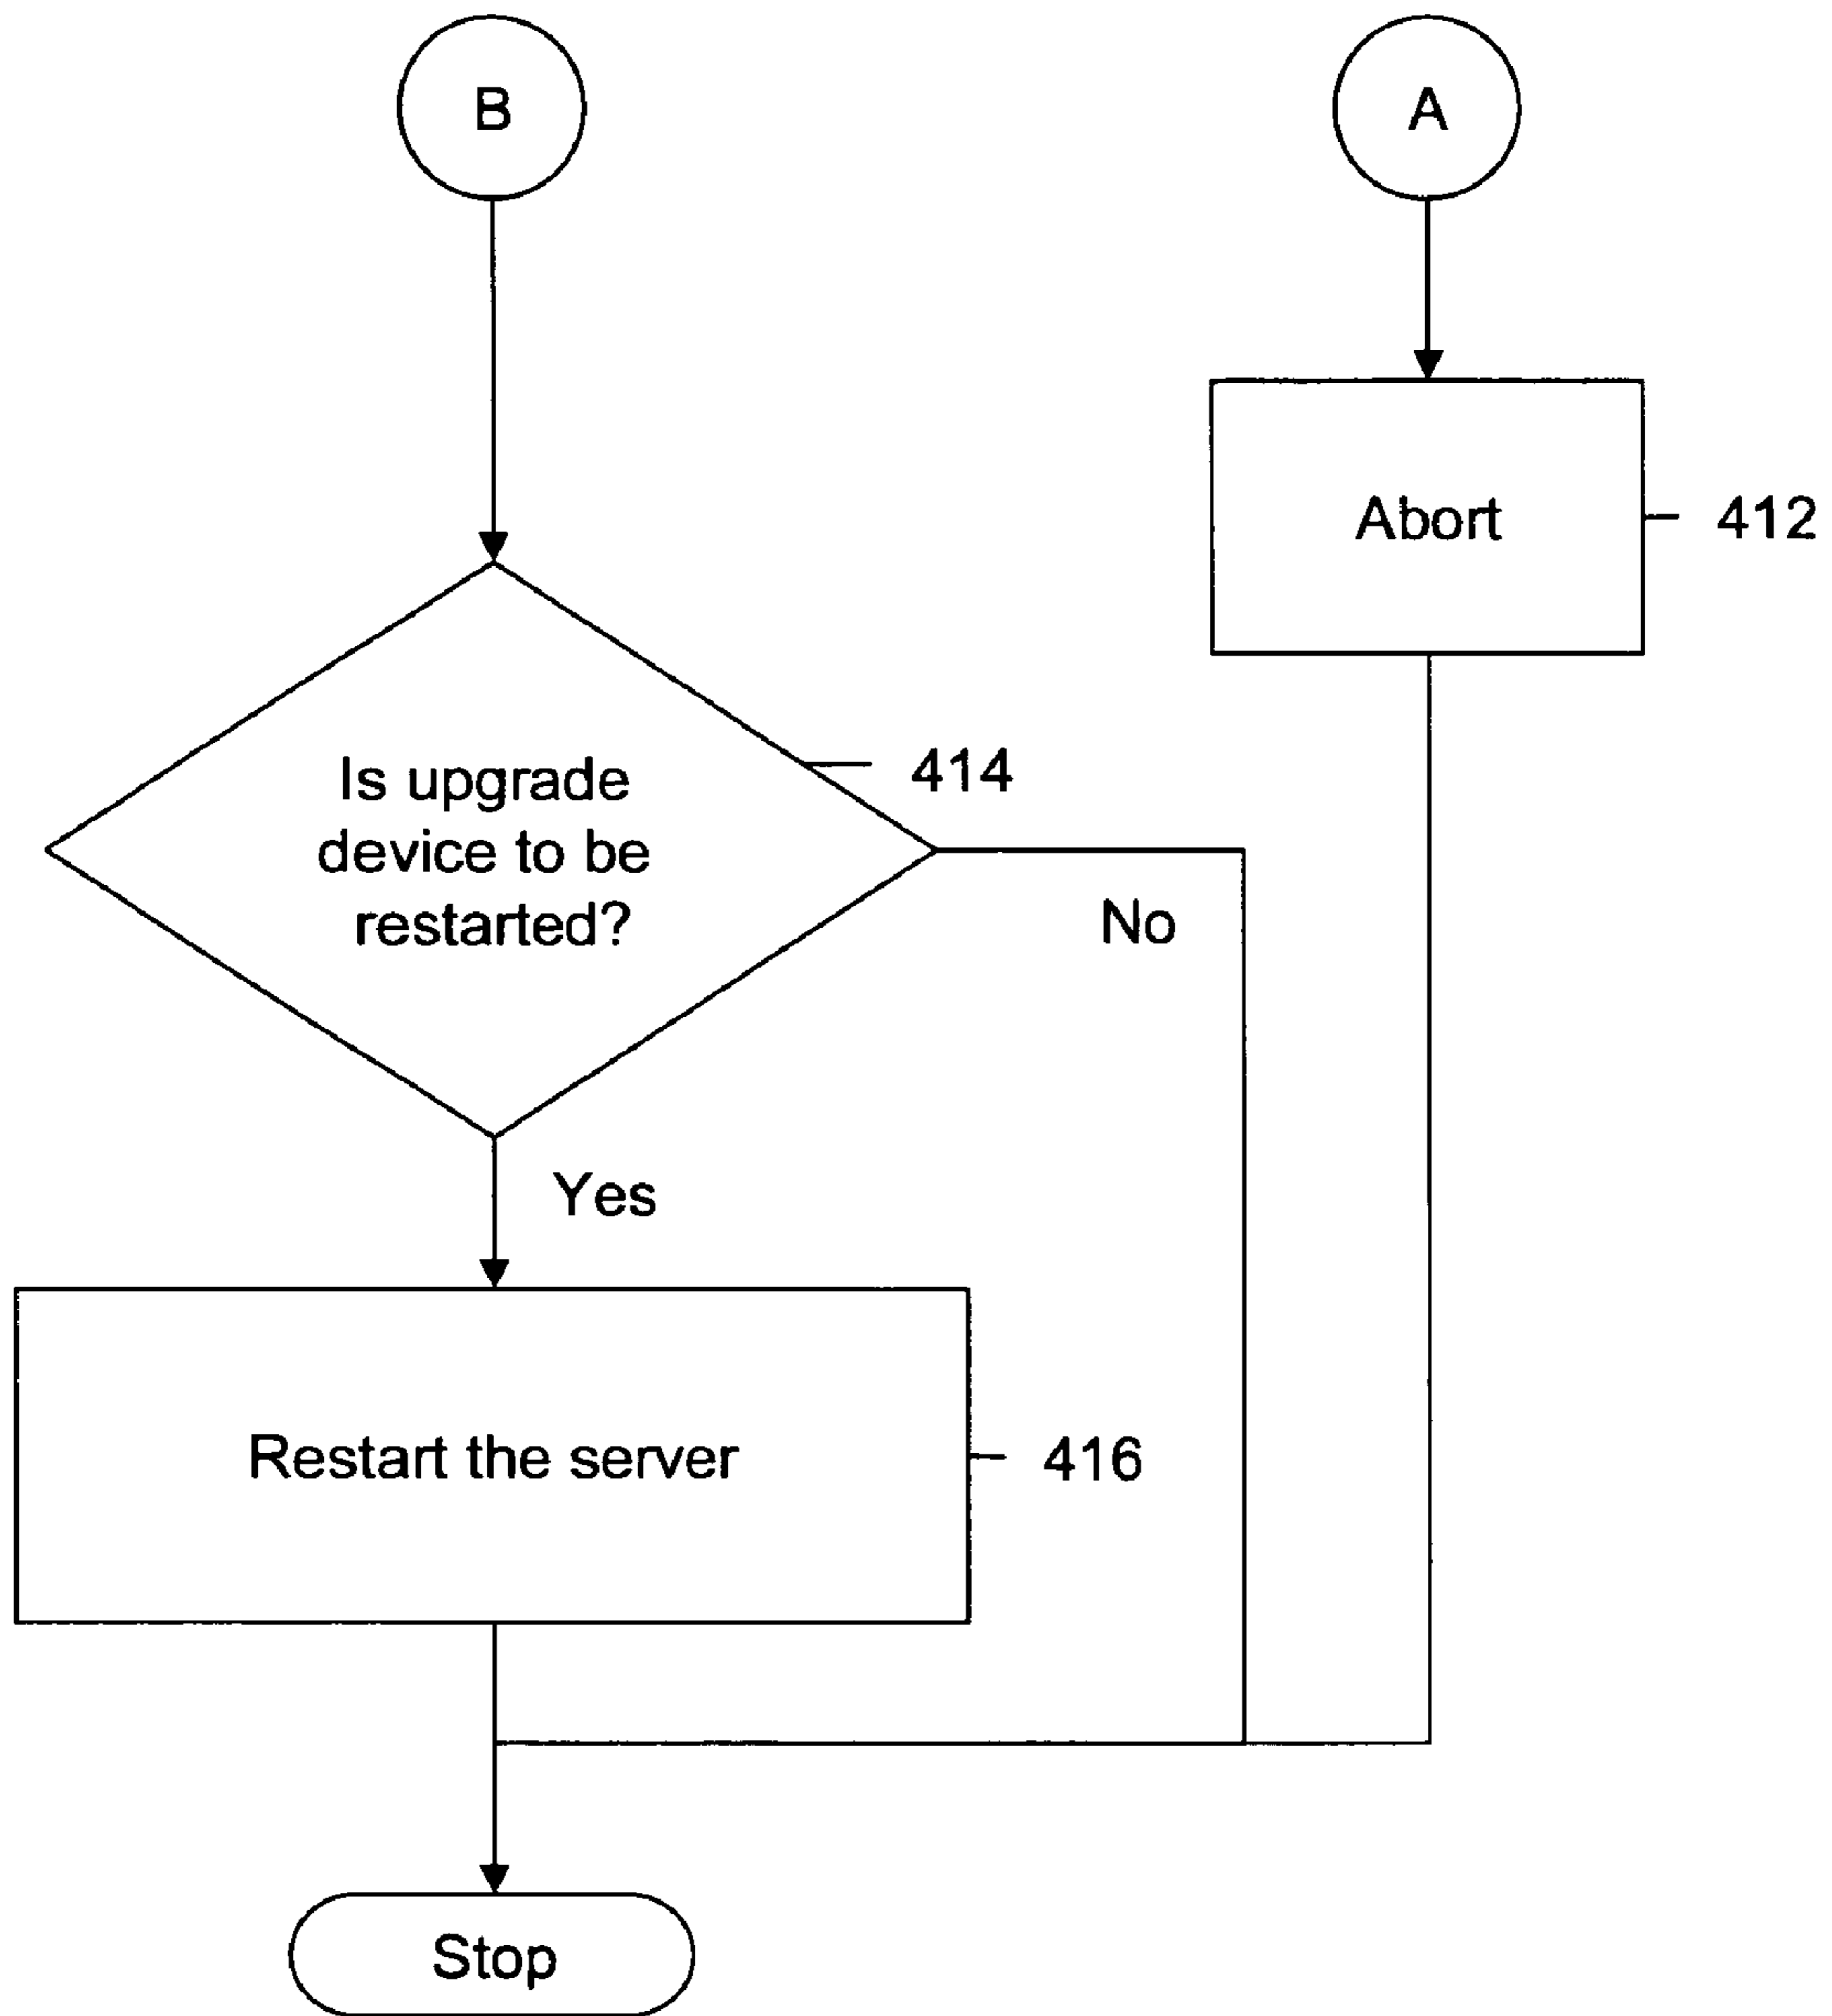 B
A
Abort
412
414
Is upgrade
device to be
restarted?
No
Yes
Restart the server
416
Stop